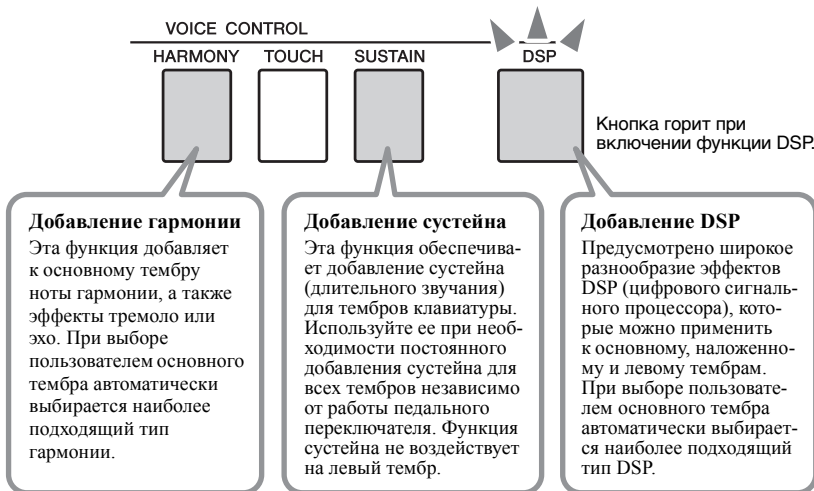 VOICE CONTROL
HARMONY TOUCH SUSTAIN DSP
Кнопка горит при
включении функции DSP.
Добавление гармонии
Эта функция добавляет
к основному тембру
ноты гармонии, а также
эффекты тремоло или
эхо. При выборе
пользователем основного
тембра автоматически
выбирается наиболее
подходящий тип
гармонии.
Добавление сустейна
Эта функция обеспечива-
ет добавление сустейна
(длительного звучания)
для тембров клавиатуры.
Используйте ее при необ-
ходимости постоянного
добавления сустейна для
всех тембров независимо
от работы педального
переключателя. Функция
сустейна не воздействует
на левый тембр.
Добавление DSP
Предусмотрено широкое
разнообразие эффектов
DSP (цифрового сигналь-
ного процессора), кото-
рые можно применить
к основному, наложенно-
му и левому тембрам.
При выборе пользовате-
лем основного тембра
автоматически выбирает-
ся наиболее подходящий
тип DSP.